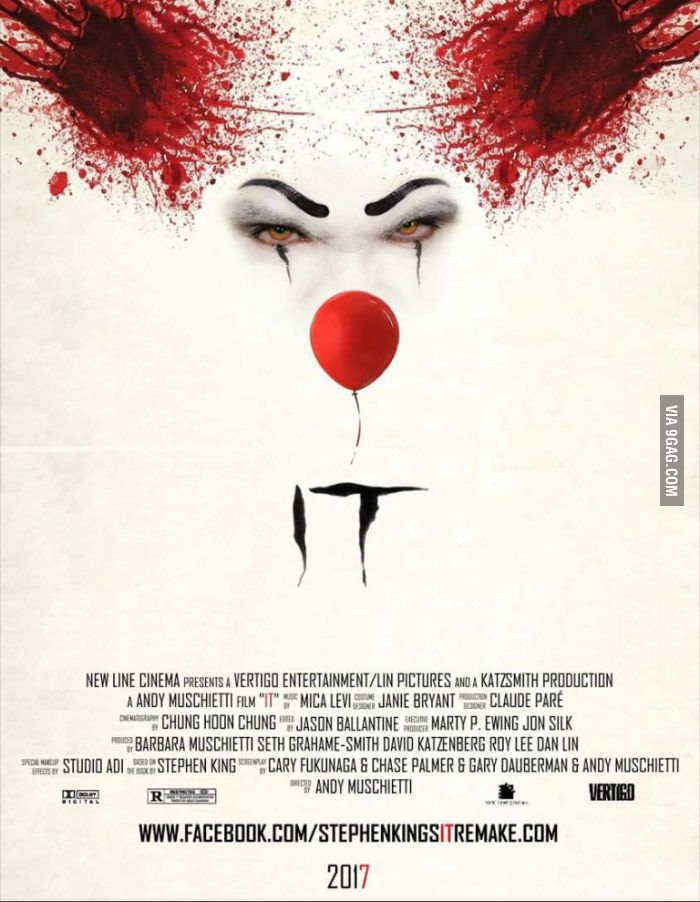 VIA 9GAG.COM
IT
NEW LINE CINEMA PRESENTS A VERTIGO ENTERTAINMENT/LIN PICTURES AND A KATZSMITH PRODUCTION
A ANDY MUSCHIETTI FILM "IT" MUSIC BY MICA LEVI COSTUME DESIGNER JANIE BRYANT PRODUCTION DESIGNER CLAUDE PARÉ
CINEMATOGRAPHY BY CHUNG HOON CHUNG EDITED BY JASON BALLANTINE EXECUTIVE PRODUCER MARTY P. EWING JON SILK
PRODUCED BY BARBARA MUSCHIETTI SETH GRAHAME-SMITH DAVID KATZENBERG ROY LEE DAN LIN
SPECIAL MAKEUP EFFECTS BY STUDIO ADI BASED ON THE BOOK BY STEPHEN KING SCREENPLAY BY CARY FUKUNAGA & CHASE PALMER & GARY DAUBERMAN & ANDY MUSCHIETTI
DIRECTED BY ANDY MUSCHIETTI
DOLBY DIGITAL
R RESTRICTED
VERTIGO
WWW.FACEBOOK.COM/STEPHENKINGSITREMAKE.COM
2017